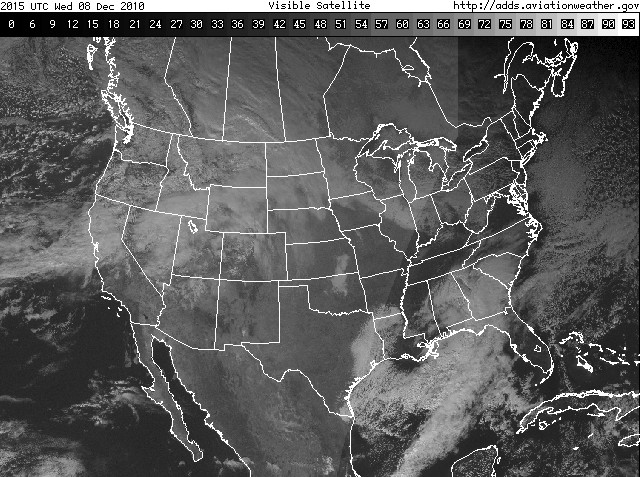 2015 UTC Wed 08 Dec 2010 Visible Satellite http://adds.aviationweather.gov
0 6 9 12 15 18 21 24 27 30 33 36 39 42 45 48 51 54 57 60 63 66 69 72 75 78 81 84 87 90 93